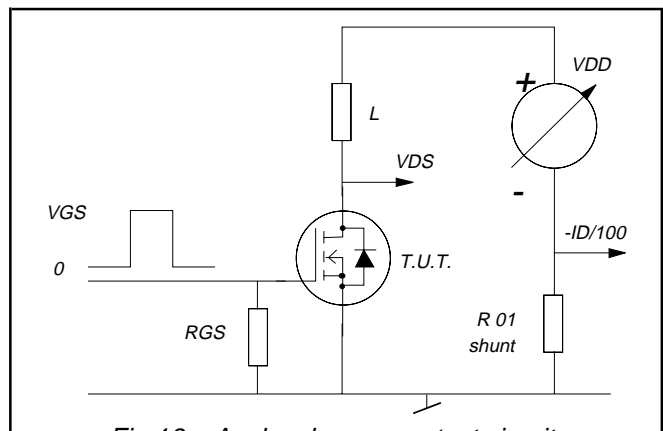 +
VDD
L
VDS
-
VGS
-ID/100
0
T.U.T.
RGS
R 01
shunt